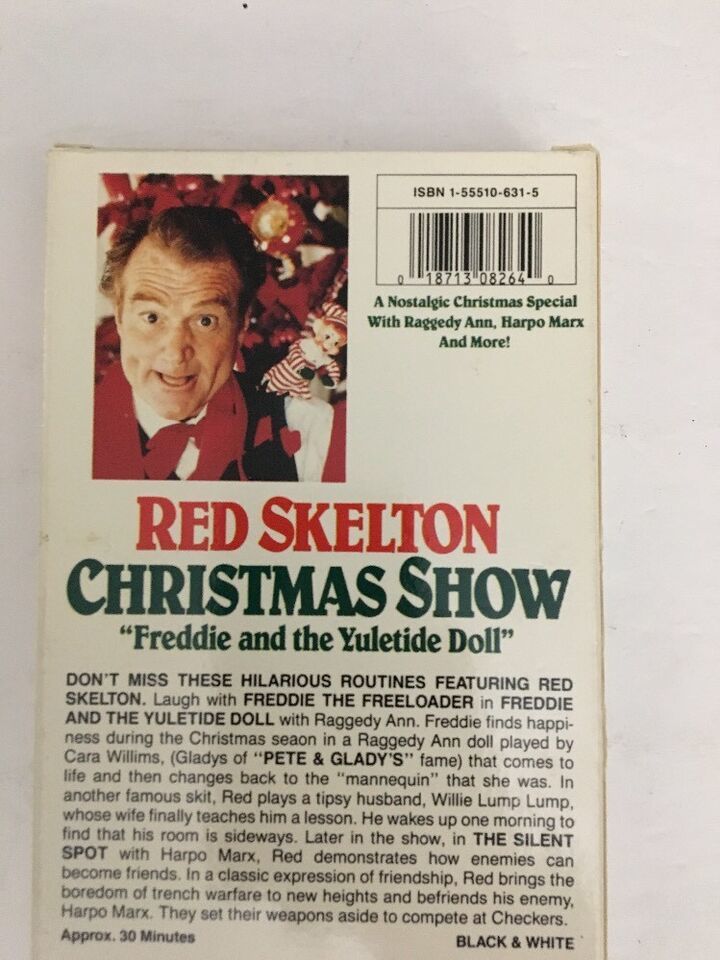 ISBN 1-55510-631-5
0 18713 08264 0
A Nostalgic Christmas Special
With Raggedy Ann, Harpo Marx
And More!
RED SKELTON
CHRISTMAS SHOW
"Freddie and the Yuletide Doll"
DON'T MISS THESE HILARIOUS ROUTINES FEATURING RED
SKELTON. Laugh with FREDDIE THE FREELOADER in FREDDIE
AND THE YULETIDE DOLL with Raggedy Ann. Freddie finds happi-
ness during the Christmas seaon in a Raggedy Ann doll played by
Cara Willims, (Gladys of "PETE & GLADY'S" fame) that comes to
life and then changes back to the "mannequin" that she was. In
another famous skit, Red plays a tipsy husband, Willie Lump Lump,
whose wife finally teaches him a lesson. He wakes up one morning to
find that his room is sideways. Later in the show, in THE SILENT
SPOT with Harpo Marx, Red demonstrates how enemies can
become friends. In a classic expression of friendship, Red brings the
boredom of trench warfare to new heights and befriends his enemy,
Harpo Marx. They set their weapons aside to compete at Checkers.
Approx. 30 Minutes
BLACK & WHITE